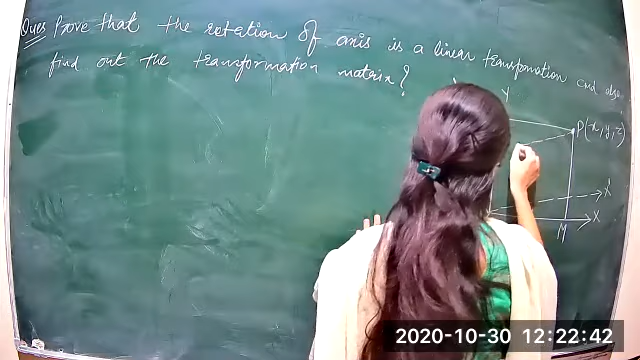 Ques Prove that the rotation of axis is a linear transformation and also
find out the transformation matrix?
Y
P(x,y,z)
X'
X
M
2020-10-30 12:22:42